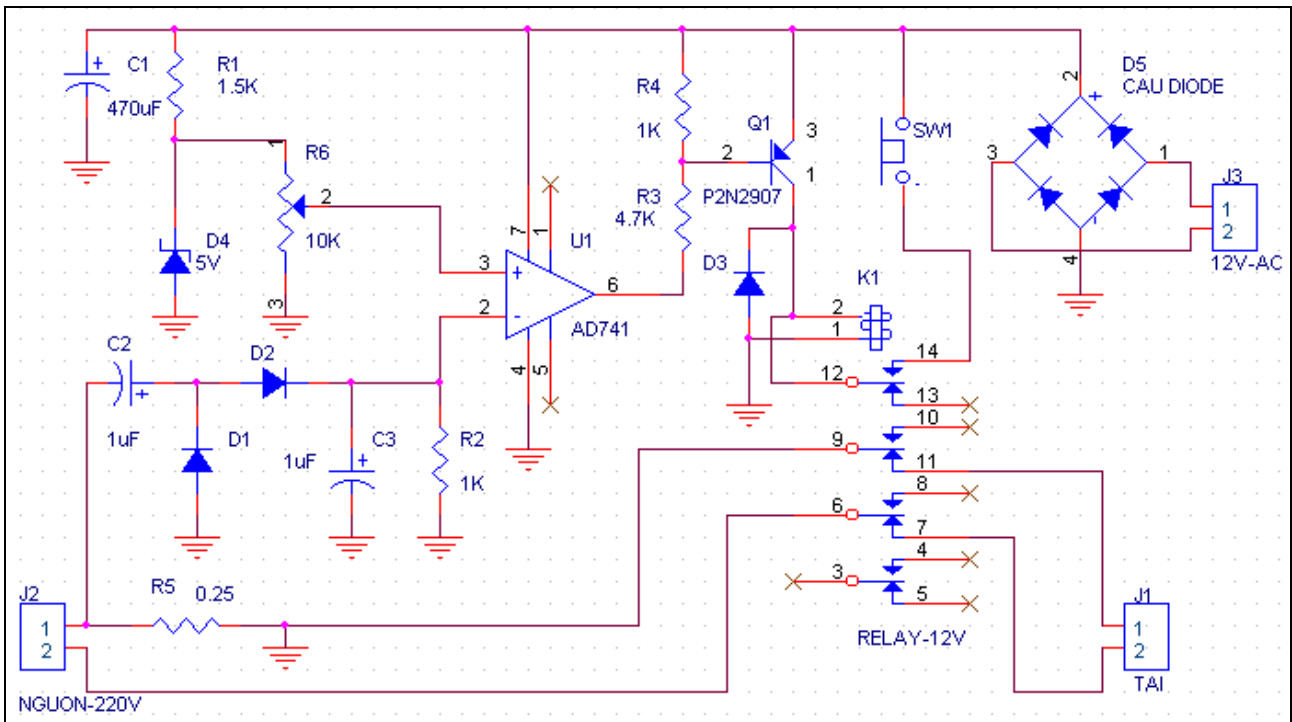 C1
470uF
R1
1.5K
R6
1
2
10K
3
D4
5V
R4
1K
R3
4.7K
Q1
3
2
1
P2N2907
SW1
D5
CAU DIODE
2
+
3
1
-
4
J3
1
2
12V-AC
U1
7
1
3
+
6
2
-
AD741
4
5
D3
K1
2
1
14
12
13
10
9
11
8
6
7
4
3
5
RELAY-12V
C2
+
1uF
D2
D1
C3
+
1uF
R2
1K
J2
1
2
NGUON-220V
R5
0.25
J1
1
2
TAI
+